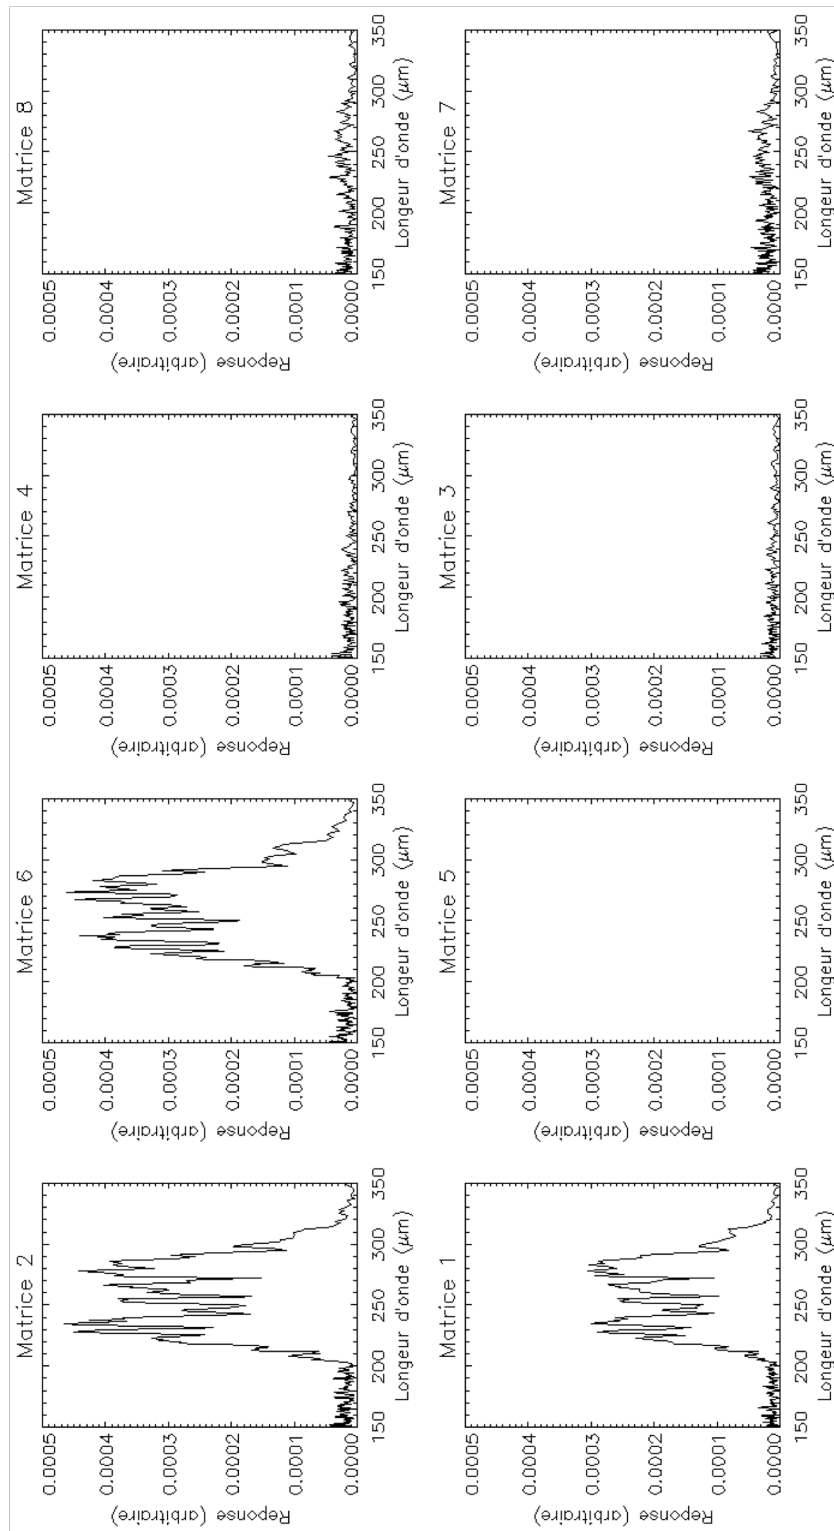 Matrice 2
Reponse (arbitraire)
0.0005
0.0004
0.0003
0.0002
0.0001
0.0000
150 200 250 300 350
Longeur d'onde (μm)
Matrice 6
Reponse (arbitraire)
0.0005
0.0004
0.0003
0.0002
0.0001
0.0000
150 200 250 300 350
Longeur d'onde (μm)
Matrice 4
Reponse (arbitraire)
0.0005
0.0004
0.0003
0.0002
0.0001
0.0000
150 200 250 300 350
Longeur d'onde (μm)
Matrice 8
Reponse (arbitraire)
0.0005
0.0004
0.0003
0.0002
0.0001
0.0000
150 200 250 300 350
Longeur d'onde (μm)
Matrice 1
Reponse (arbitraire)
0.0005
0.0004
0.0003
0.0002
0.0001
0.0000
150 200 250 300 350
Longeur d'onde (μm)
Matrice 5
Reponse (arbitraire)
0.0005
0.0004
0.0003
0.0002
0.0001
0.0000
150 200 250 300 350
Longeur d'onde (μm)
Matrice 3
Reponse (arbitraire)
0.0005
0.0004
0.0003
0.0002
0.0001
0.0000
150 200 250 300 350
Longeur d'onde (μm)
Matrice 7
Reponse (arbitraire)
0.0005
0.0004
0.0003
0.0002
0.0001
0.0000
150 200 250 300 350
Longeur d'onde (μm)